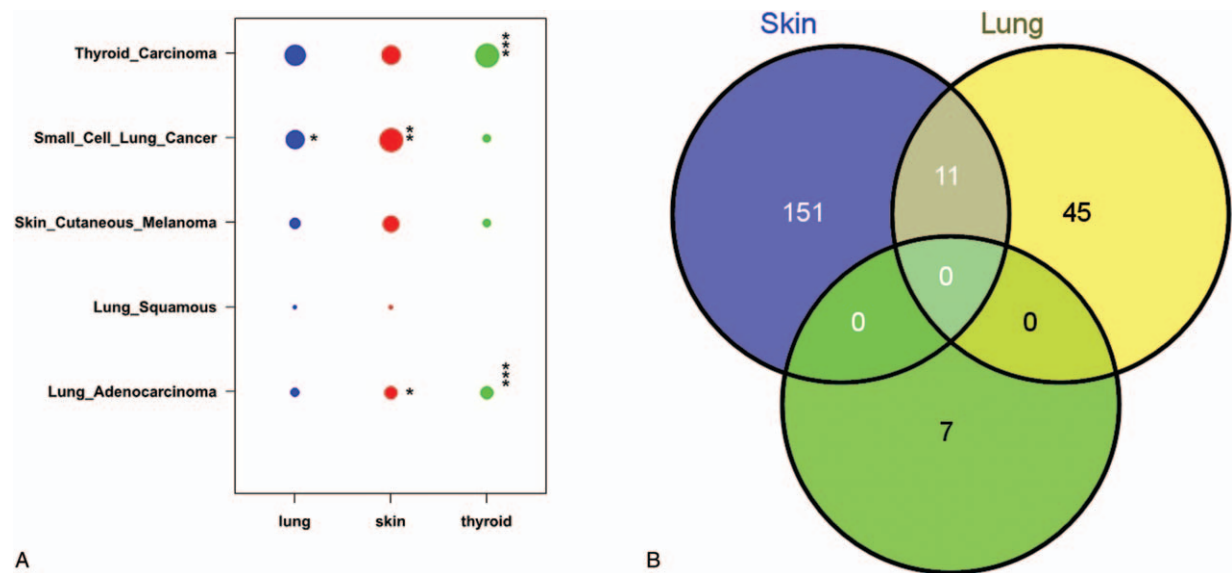 Thyroid_Carcinoma
***
Small_Cell_Lung_Cancer
*
**
Skin_Cutaneous_Melanoma
Lung_Squamous
Lung_Adenocarcinoma
*
***
lung skin thyroid
A
Skin Lung
11
151 45
0
0 0
7
B